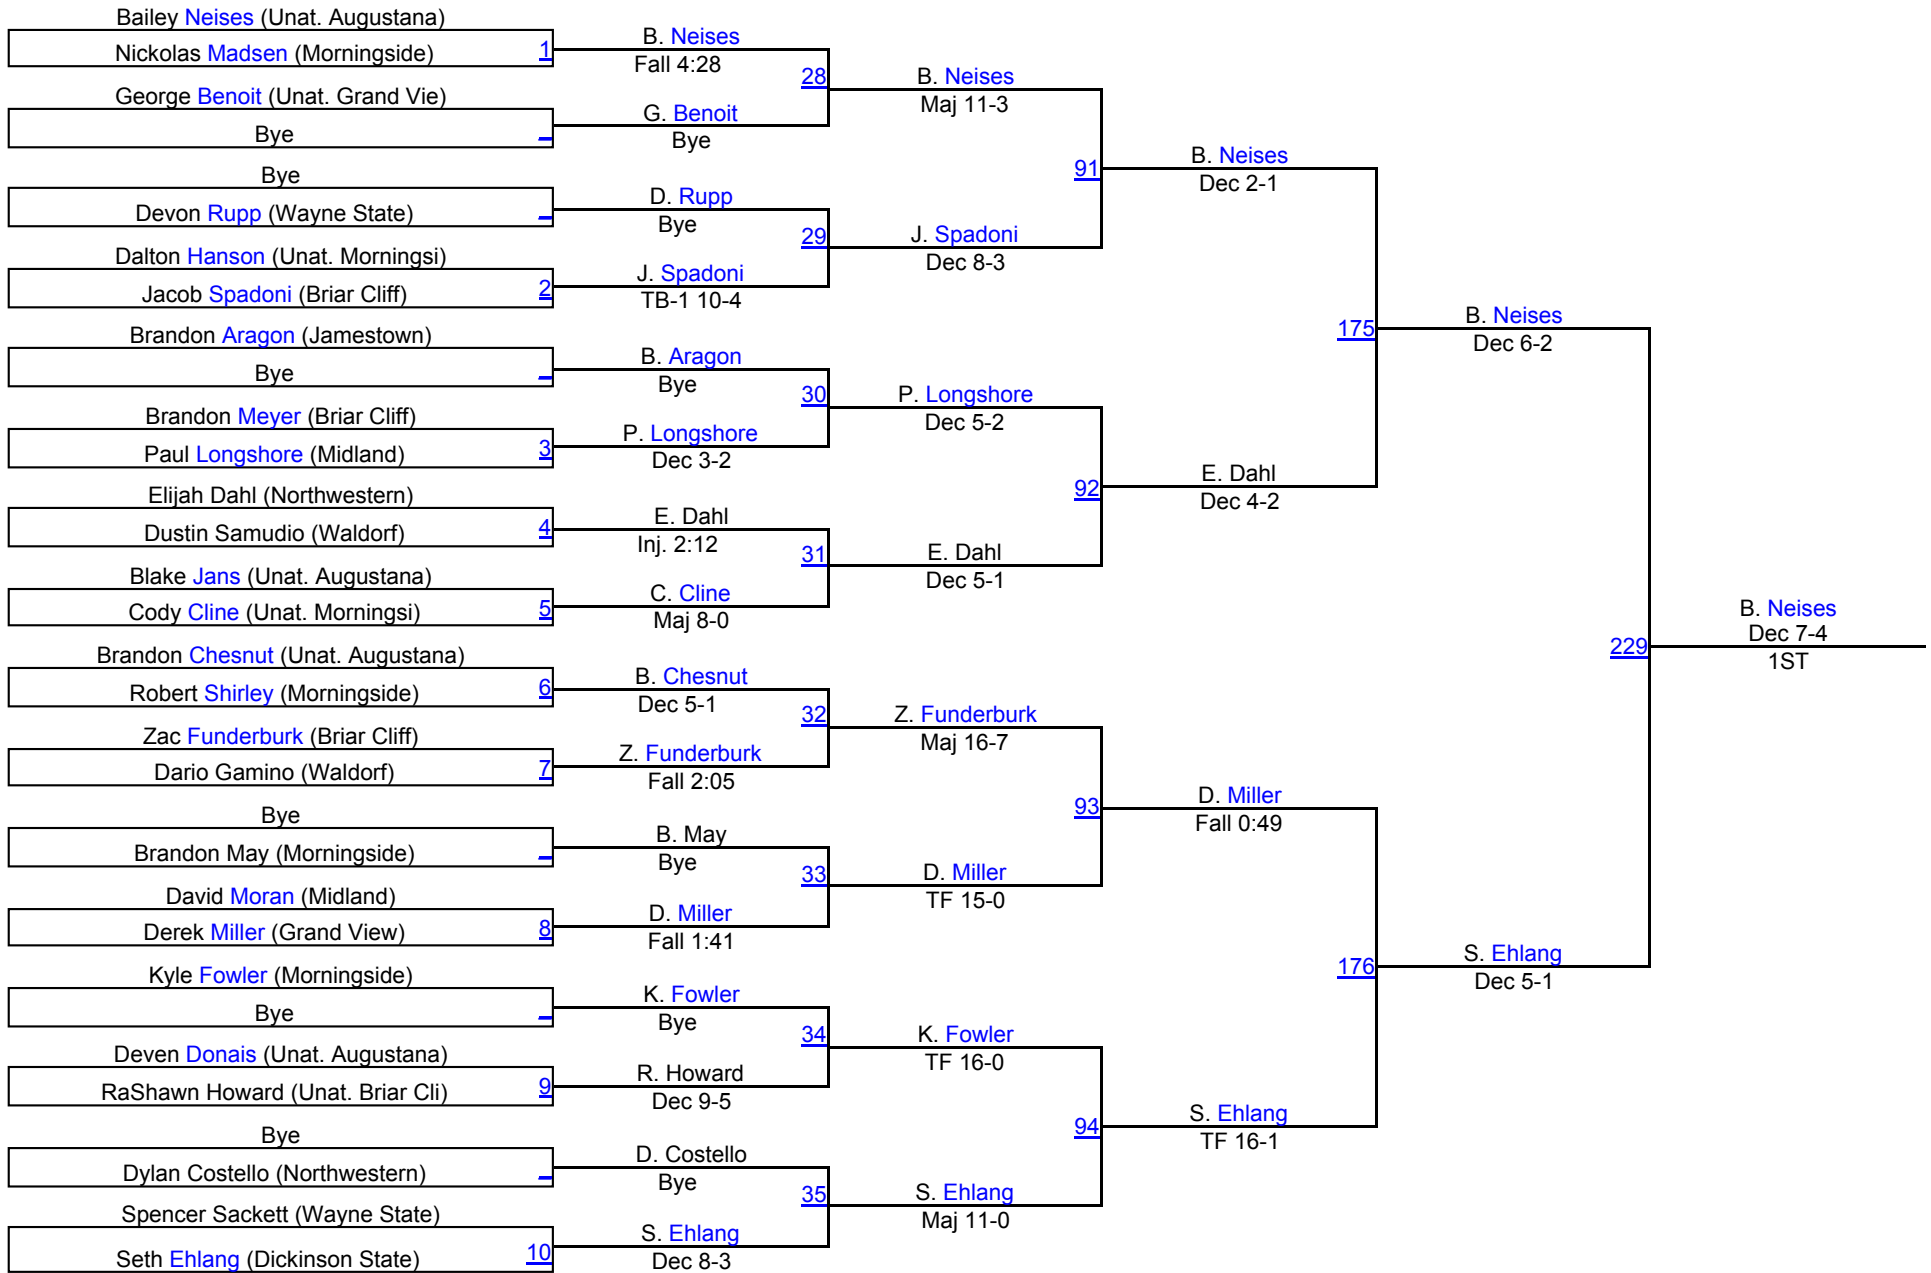 Bailey Neises (Unat. Augustana)
Nickolas Madsen (Morningside)
1
George Benoit (Unat. Grand Vie)
Bye
_
Bye
Devon Rupp (Wayne State)
_
Dalton Hanson (Unat. Morningsi)
Jacob Spadoni (Briar Cliff)
2
Brandon Aragon (Jamestown)
Bye
_
Brandon Meyer (Briar Cliff)
Paul Longshore (Midland)
3
Elijah Dahl (Northwestern)
Dustin Samudio (Waldorf)
4
Blake Jans (Unat. Augustana)
Cody Cline (Unat. Morningsi)
5
Brandon Chesnut (Unat. Augustana)
Robert Shirley (Morningside)
6
Zac Funderburk (Briar Cliff)
Dario Gamino (Waldorf)
7
Bye
Brandon May (Morningside)
_
David Moran (Midland)
Derek Miller (Grand View)
8
Kyle Fowler (Morningside)
Bye
_
Deven Donais (Unat. Augustana)
RaShawn Howard (Unat. Briar Cli)
9
Bye
Dylan Costello (Northwestern)
_
Spencer Sackett (Wayne State)
Seth Ehlang (Dickinson State)
10
B. Neises
Fall 4:28
28
G. Benoit
Bye
D. Rupp
Bye
29
J. Spadoni
TB-1 10-4
B. Aragon
Bye
30
P. Longshore
Dec 3-2
E. Dahl
Inj. 2:12
31
C. Cline
Maj 8-0
B. Chesnut
Dec 5-1
32
Z. Funderburk
Fall 2:05
B. May
Bye
33
D. Miller
Fall 1:41
K. Fowler
Bye
34
R. Howard
Dec 9-5
D. Costello
Bye
35
S. Ehlang
Dec 8-3
B. Neises
Maj 11-3
91
J. Spadoni
Dec 8-3
P. Longshore
Dec 5-2
92
E. Dahl
Dec 5-1
Z. Funderburk
Maj 16-7
93
D. Miller
TF 15-0
K. Fowler
TF 16-0
94
S. Ehlang
Maj 11-0
B. Neises
Dec 2-1
175
E. Dahl
Dec 4-2
D. Miller
Fall 0:49
176
S. Ehlang
TF 16-1
B. Neises
Dec 6-2
229
S. Ehlang
Dec 5-1
B. Neises
Dec 7-4
1ST